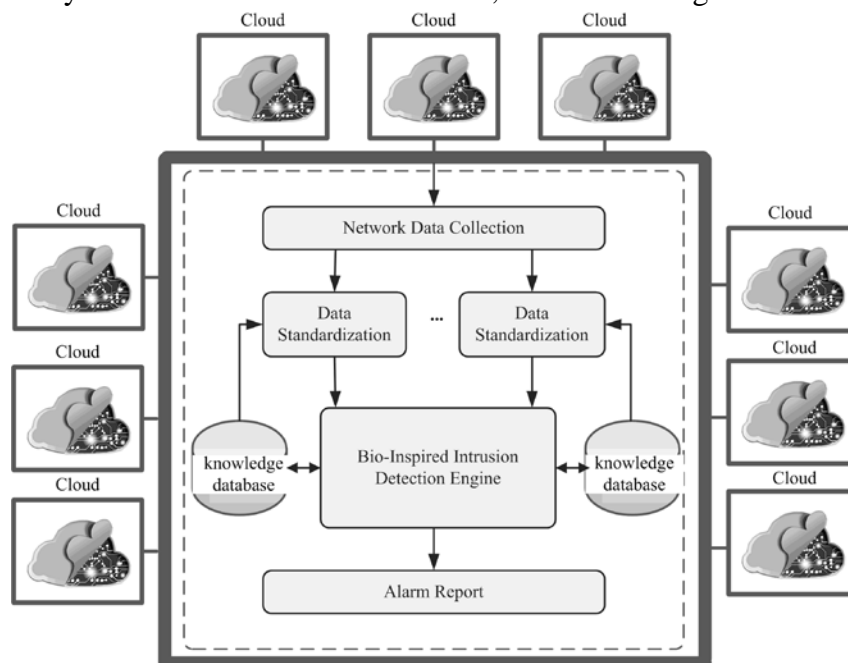 Cloud
Cloud
Cloud
Cloud
Cloud
Network Data Collection
Data
Standardization
...
Data
Standardization
Cloud
Cloud
knowledge
database
Bio-Inspired Intrusion
Detection Engine
knowledge
database
Cloud
Cloud
Alarm Report